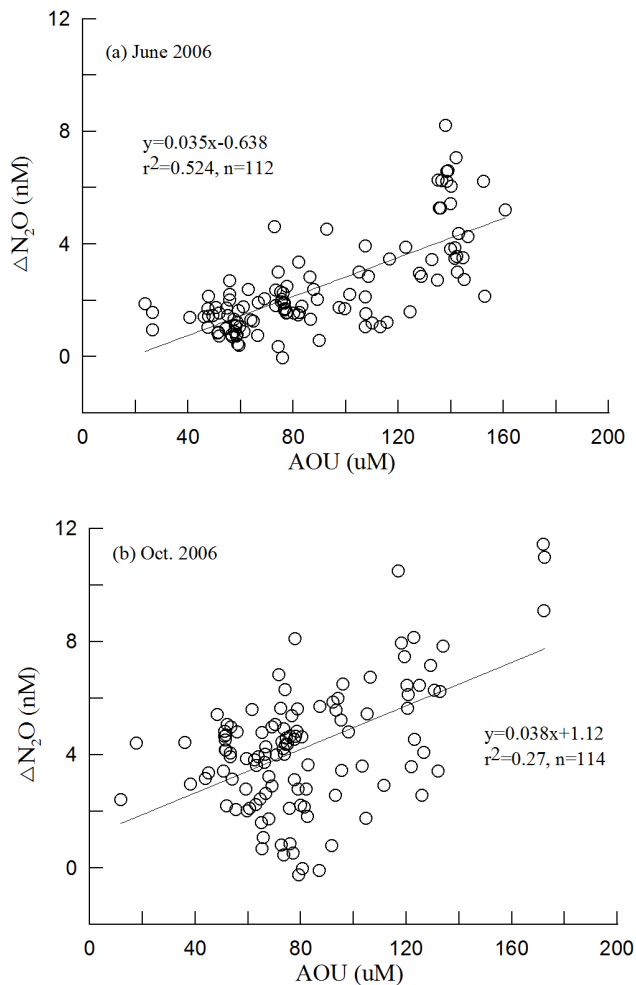 12
(a) June 2006
8
y=0.035x-0.638
r²=0.524, n=112
△N₂O (nM)
4
0
0 40 80 120 160 200
AOU (uM)
12
(b) Oct. 2006
8
△N₂O (nM)
y=0.038x+1.12
r²=0.27, n=114
4
0
0 40 80 120 160 200
AOU (uM)